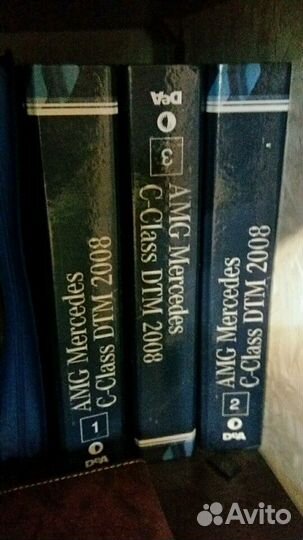 AMG Mercedes
C-Class DTM 2008
1
DeA
DeA
3
AMG Mercedes
C-Class DTM 2008
AMG Mercedes
C-Class DTM 2008
2
DeA
Avito